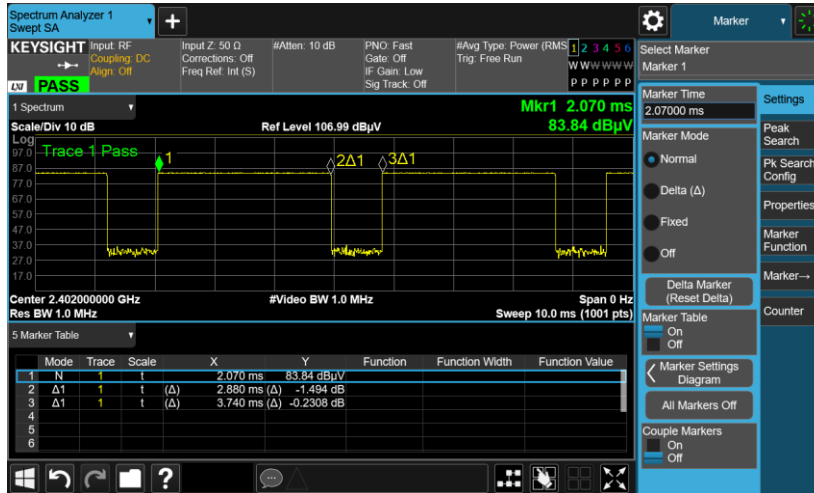 Spectrum Analyzer 1
Swept SA
Marker
KEYSIGHT
LXI PASS
Input: RF
Coupling: DC
Align: Off
Input Z: 50 Ω
Corrections: Off
Freq Ref: Int (S)
#Atten: 10 dB
PNO: Fast
Gate: Off
IF Gain: Low
Sig Track: Off
#Avg Type: Power (RMS
Trig: Free Run
1 2 3 4 5 6
W W W W W W
P P P P P P
1 Spectrum
Scale/Div 10 dB
Ref Level 106.99 dBµV
Mkr1 2.070 ms
83.84 dBµV
Log
Trace 1 Pass
1
2Δ1
3Δ1
97.0
87.0
77.0
67.0
57.0
47.0
37.0
27.0
17.0
Center 2.402000000 GHz
#Video BW 1.0 MHz
Span 0 Hz
Res BW 1.0 MHz
Sweep 10.0 ms (1001 pts)
5 Marker Table
Mode Trace Scale X Y Function Function Width Function Value
1 N 1 t 2.070 ms 83.84 dBµV
2 Δ1 1 t (Δ) 2.880 ms (Δ) -1.494 dB
3 Δ1 1 t (Δ) 3.740 ms (Δ) -0.2308 dB
4
5
6
?
Select Marker
Marker 1
Marker Time
2.07000 ms
Marker Mode
Normal
Delta (Δ)
Fixed
Off
Delta Marker
(Reset Delta)
Marker Table
On
Off
Marker Settings
Diagram
All Markers Off
Couple Markers
On
Off
Settings
Peak
Search
Pk Search
Config
Properties
Marker
Function
Marker→
Counter